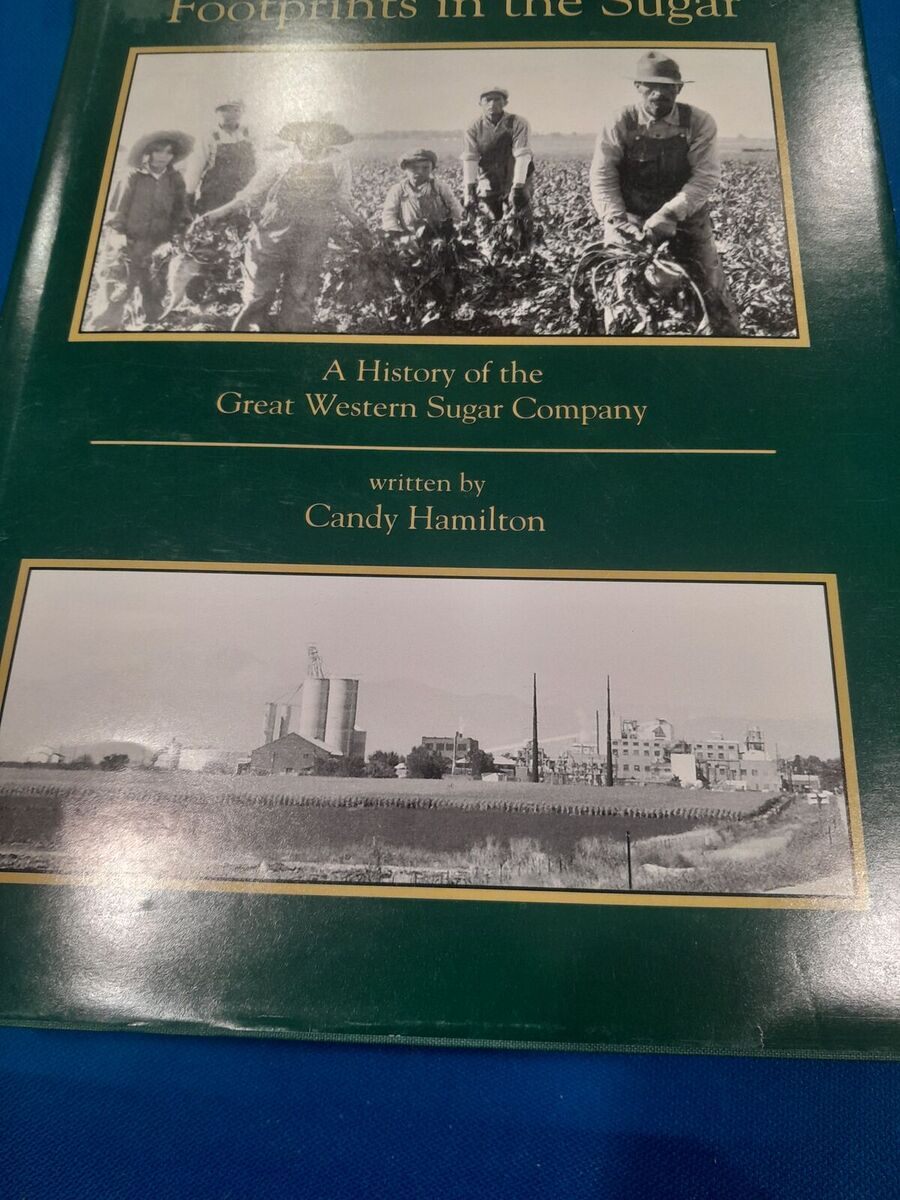 Footprints in the Sugar
A History of the
Great Western Sugar Company
written by
Candy Hamilton